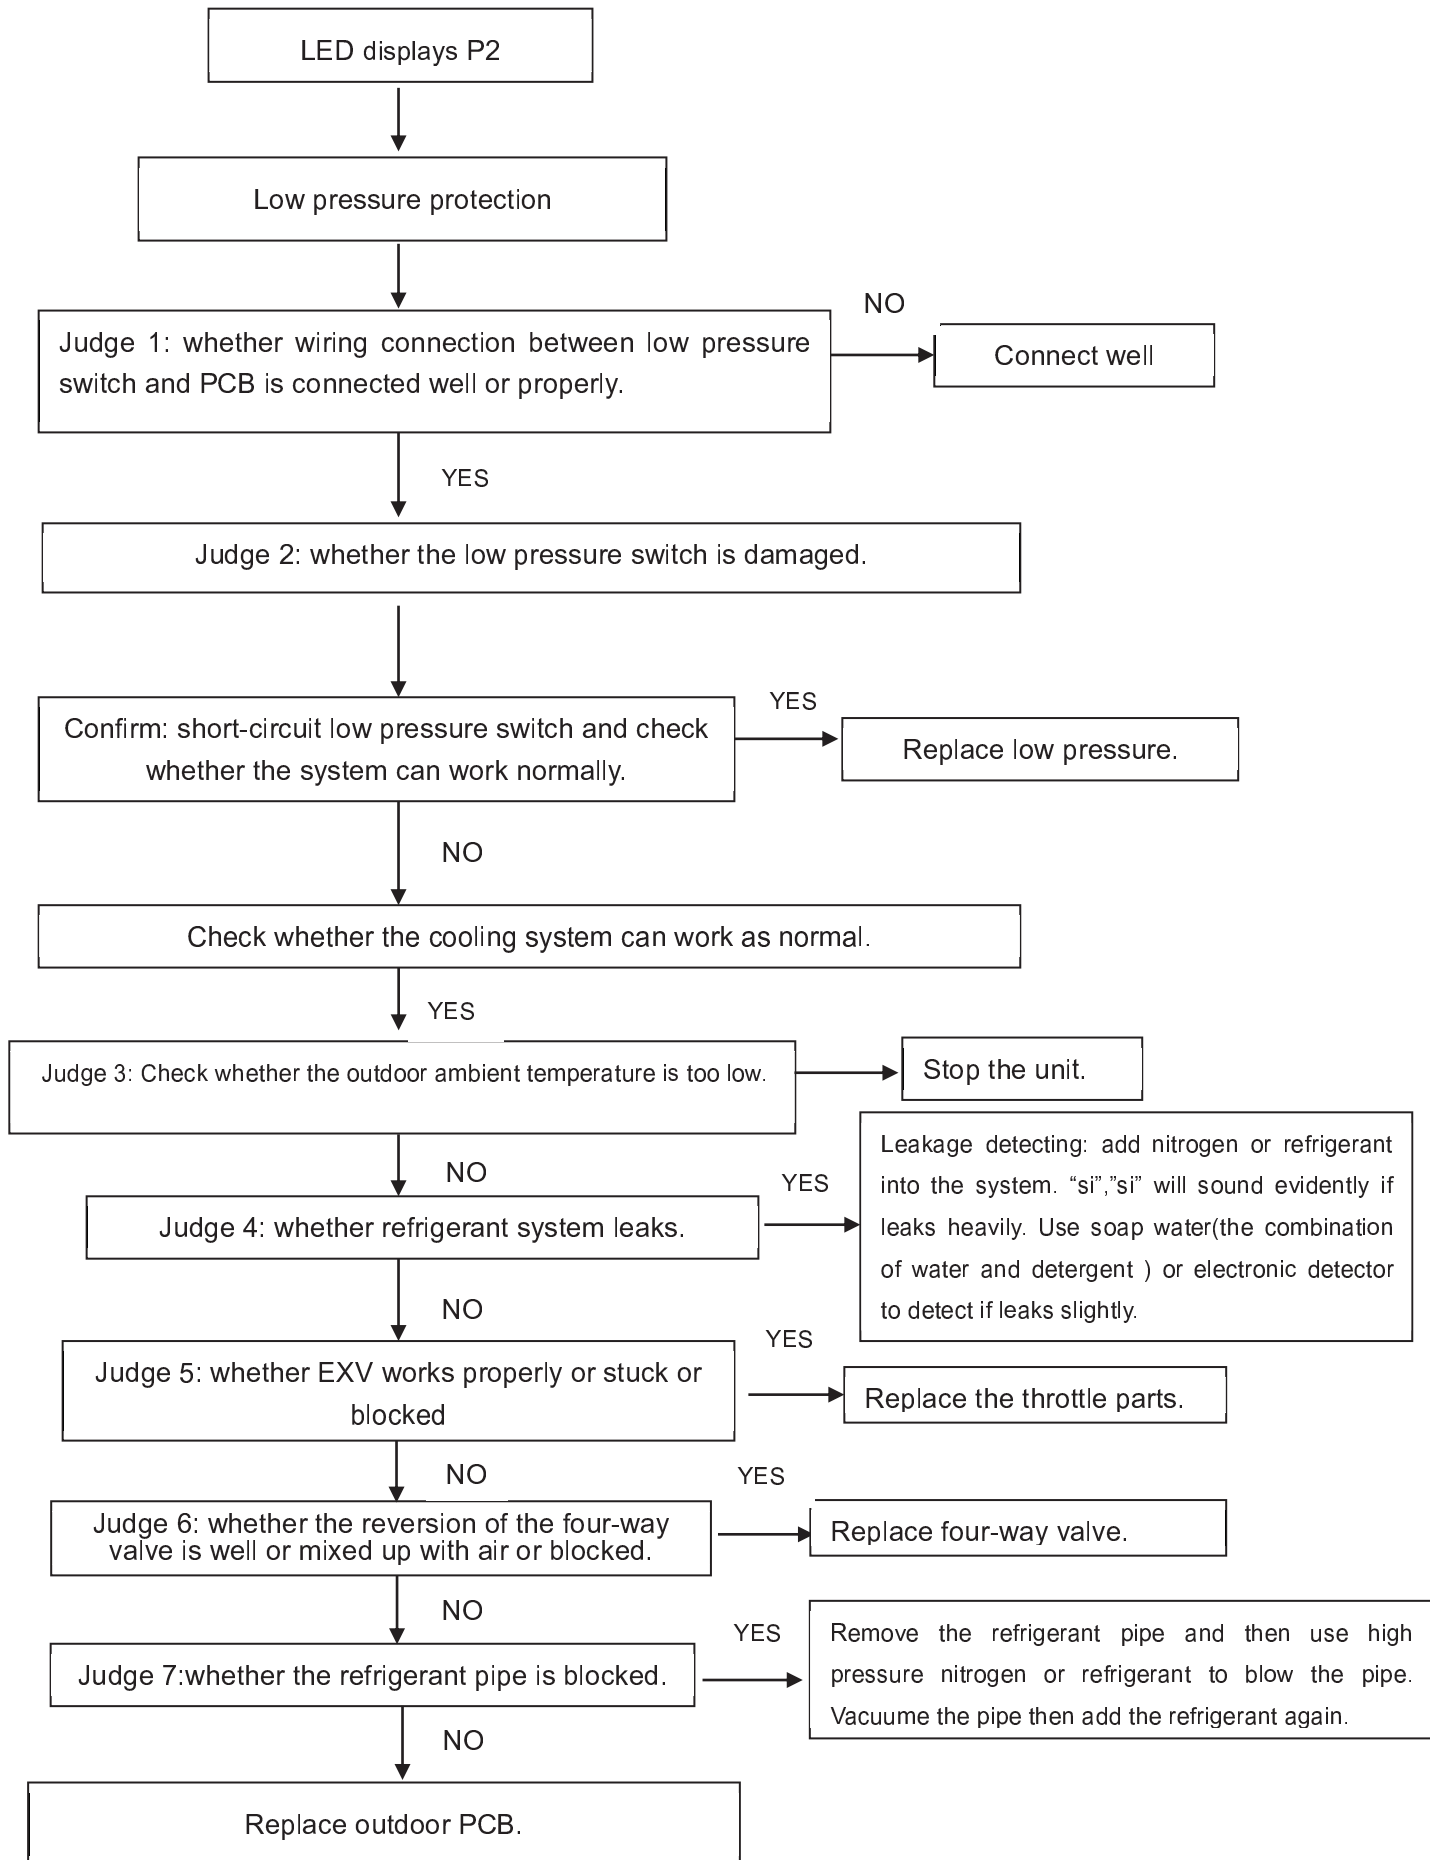 LED displays P2
Low pressure protection
NO
Judge 1: whether wiring connection between low pressure
switch and PCB is connected well or properly.
Connect well
YES
Judge 2: whether the low pressure switch is damaged.
YES
Confirm: short-circuit low pressure switch and check
whether the system can work normally.
Replace low pressure.
NO
Check whether the cooling system can work as normal.
YES
Judge 3: Check whether the outdoor ambient temperature is too low.
Stop the unit.
NO
YES
Judge 4: whether refrigerant system leaks.
Leakage detecting: add nitrogen or refrigerant
into the system. “si”,”si” will sound evidently if
leaks heavily. Use soap water(the combination
of water and detergent ) or electronic detector
to detect if leaks slightly.
NO
YES
Judge 5: whether EXV works properly or stuck or
blocked
Replace the throttle parts.
NO
YES
Judge 6: whether the reversion of the four-way
valve is well or mixed up with air or blocked.
Replace four-way valve.
NO
YES
Judge 7:whether the refrigerant pipe is blocked.
Remove the refrigerant pipe and then use high
pressure nitrogen or refrigerant to blow the pipe.
Vacuume the pipe then add the refrigerant again.
NO
Replace outdoor PCB.